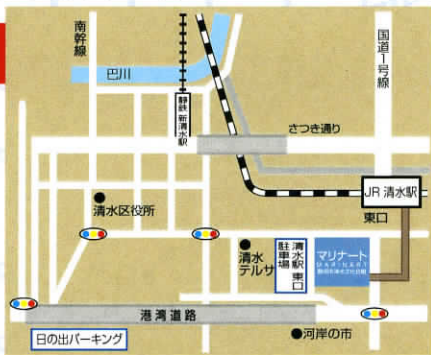 南幹線
国道1号線
巴川
静鉄 新清水駅
さつき通り
JR 清水駅
東口
清水区役所
清水テルサ
清水駅 東口
駐車場
マリナート
MARINART
港湾道路
日の出パーキング
河岸の市